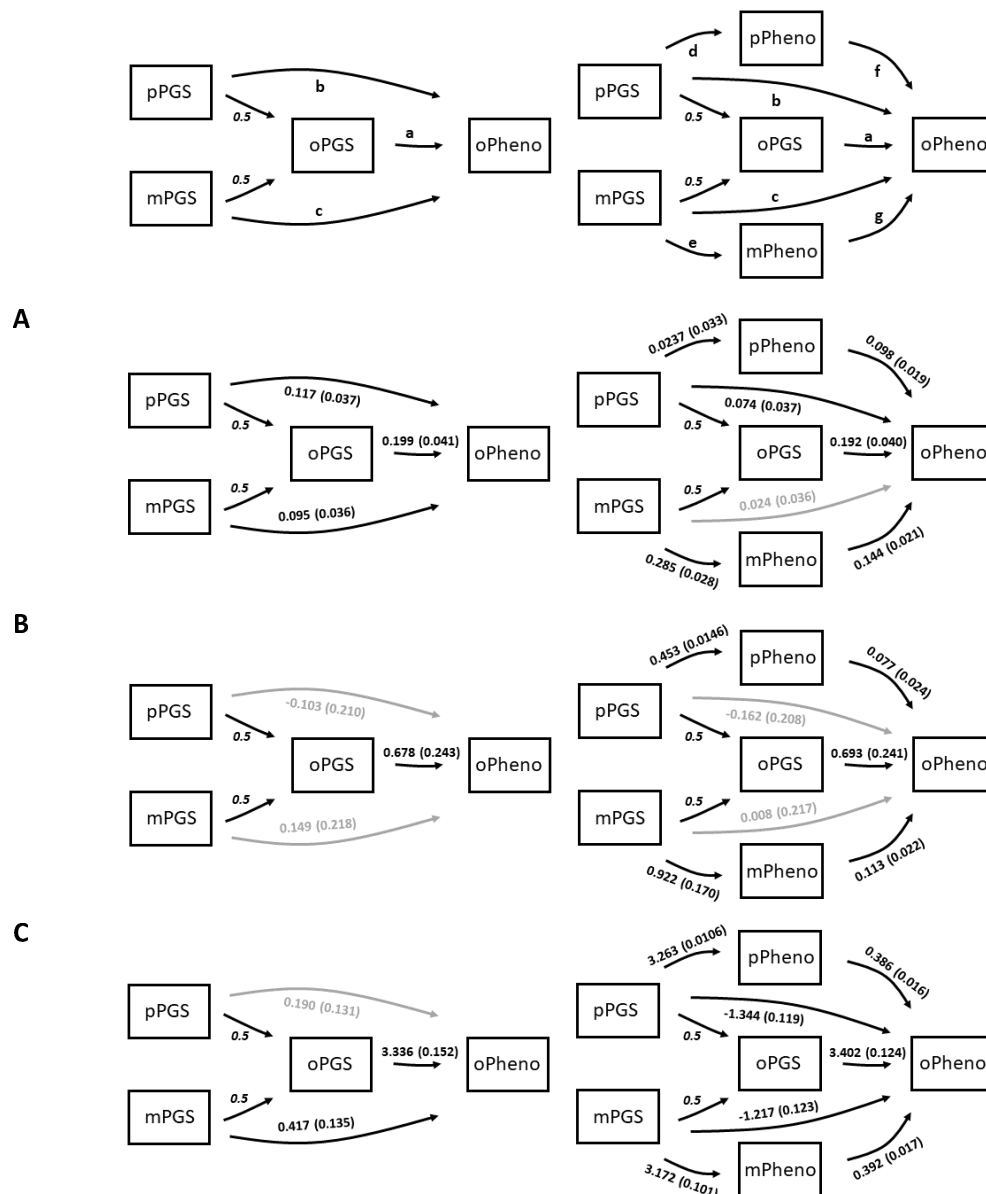 pPheno
d
f
pPGS
b
pPGS
b
0.5
0.5
oPGS
a
oPheno
oPGS
a
oPheno
0.5
0.5
mPGS
mPGS
c
c
g
e
mPheno
A
0.0237 (0.033)
pPheno
0.098 (0.019)
pPGS
0.117 (0.037)
pPGS
0.074 (0.037)
0.5
0.5
oPGS
0.199 (0.041)
oPheno
oPGS
0.192 (0.040)
oPheno
0.5
0.5
mPGS
0.095 (0.036)
mPGS
0.024 (0.036)
0.285 (0.028)
mPheno
0.144 (0.021)
B
0.453 (0.0146)
pPheno
0.077 (0.024)
pPGS
-0.103 (0.210)
pPGS
-0.162 (0.208)
0.5
0.5
oPGS
0.678 (0.243)
oPheno
oPGS
0.693 (0.241)
oPheno
0.5
0.5
mPGS
0.149 (0.218)
mPGS
0.008 (0.217)
0.922 (0.170)
mPheno
0.113 (0.022)
C
3.263 (0.0106)
pPheno
0.386 (0.016)
pPGS
0.190 (0.131)
pPGS
-1.344 (0.119)
0.5
0.5
oPGS
3.336 (0.152)
oPheno
oPGS
3.402 (0.124)
oPheno
0.5
0.5
mPGS
0.417 (0.135)
mPGS
-1.217 (0.123)
3.172 (0.101)
mPheno
0.392 (0.017)